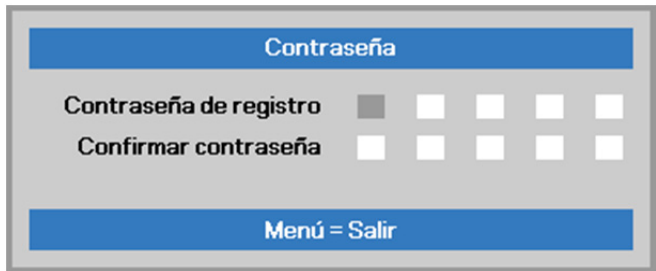 Contraseña
Contraseña de registro
Confirmar contraseña
Menú = Salir